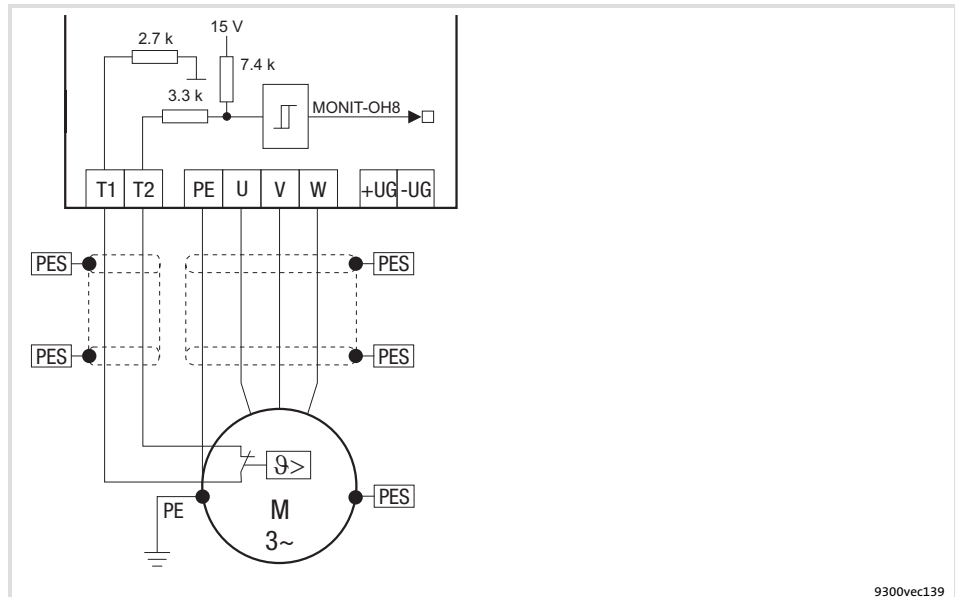 15 V
2.7 k
7.4 k
3.3 k
MONIT-OH8
T1 T2 PE U V W +UG -UG
PES PES
PES PES
ϑ>
PES
PE
M
3~
9300vec139